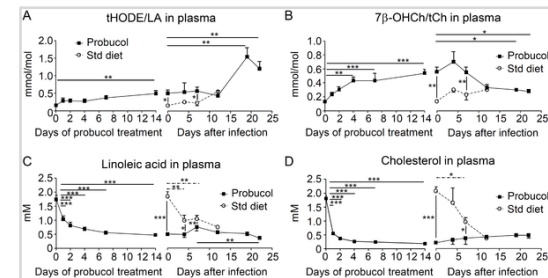 A tHODE/LA in plasma
mmol/mol
2.0
1.5
1.0
0.5
0.0
Probucol
Std diet
**
**
**
*
*
0 2 4 6 8 10 12 14
0 5 10 15 20 25
Days of probucol treatment
Days after infection
B 7β-OHCh/tCh in plasma
mmol/mol
1.0
0.8
0.6
0.4
0.2
0.0
Probucol
Std diet
***
***
**
*
*
**
**
0 2 4 6 8 10 12 14
0 5 10 15 20 25
Days of probucol treatment
Days after infection
C Linoleic acid in plasma
mM
2.5
2.0
1.5
1.0
0.5
0.0
Probucol
Std diet
***
***
***
***
***
**
**
***
*
**
**
0 2 4 6 8 10 12 14
0 5 10 15 20 25
Days of probucol treatment
Days after infection
D Cholesterol in plasma
mM
2.5
2.0
1.5
1.0
0.5
0.0
Probucol
Std diet
***
***
***
***
***
*
***
*
0 2 4 6 8 10 12 14
0 5 10 15 20 25
Days of probucol treatment
Days after infection